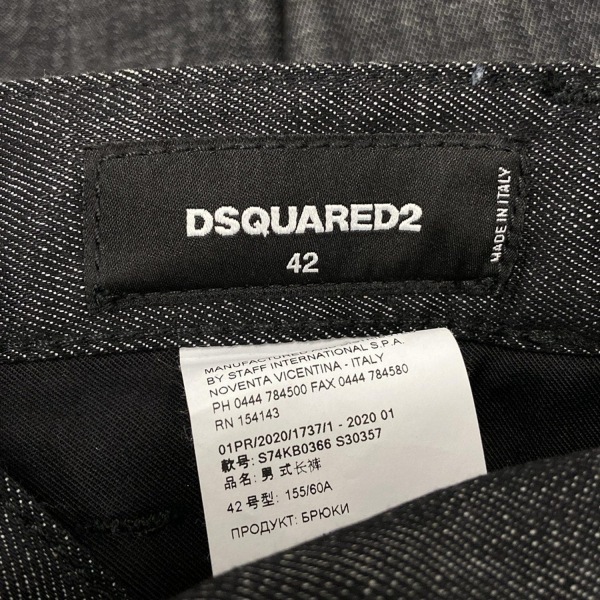 DSQUARED2
42
MADE IN ITALY
MANUFACTURED
BY STAFF INTERNATIONAL S.P.A.
NOVENTA VICENTINA - ITALY
PH 0444 784500 FAX 0444 784580
RN 154143
01PR/2020/1737/1 - 2020 01
款号: S74KB0366 S30357
品名: 男 式长裤
42 号型: 155/60A
ПРОДУКТ: БРЮКИ